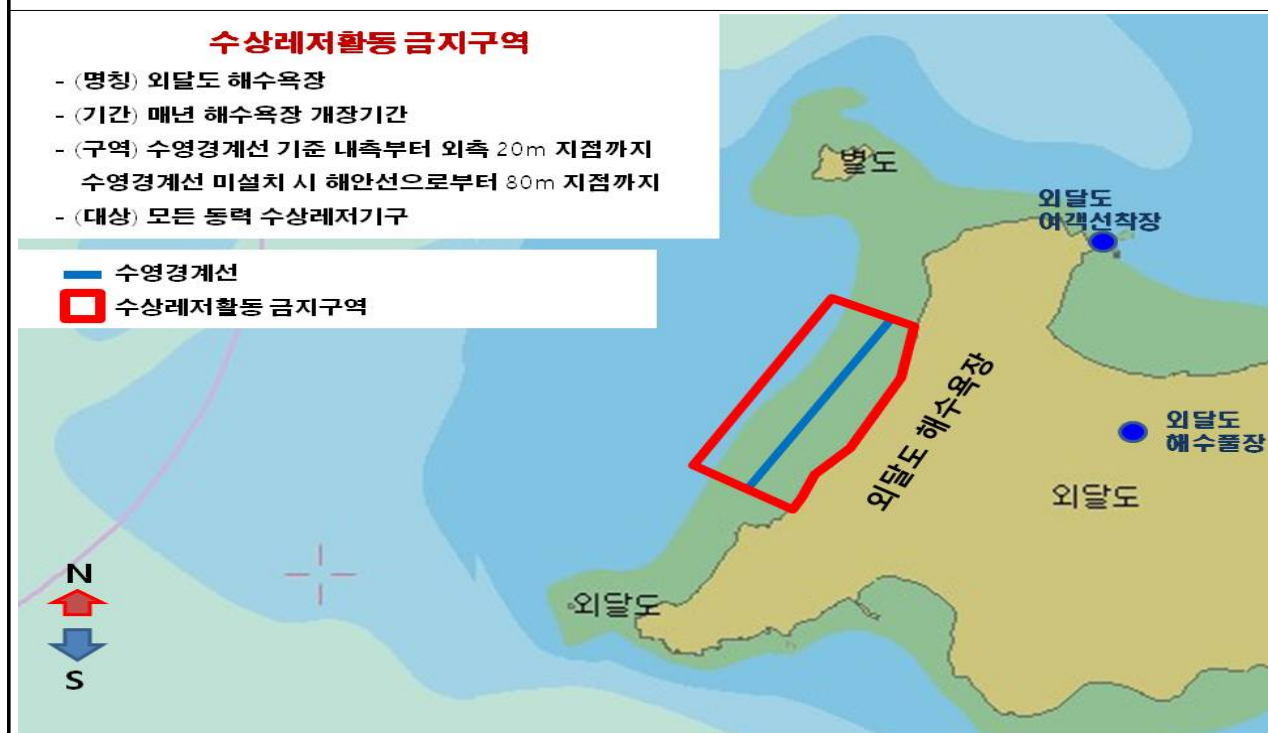 수상레저활동 금지구역
- (명칭) 외달도 해수욕장
- (기간) 매년 해수욕장 개장기간
- (구역) 수영경계선 기준 내측부터 외측 20m 지점까지
수영경계선 미설치 시 해안선으로부터 80m 지점까지
- (대상) 모든 동력 수상레저기구
수영경계선
수상레저활동 금지구역
별도
외달도
여객선착장
외달도 해수욕장
외달도
해수풀장
외달도
외달도
N
S